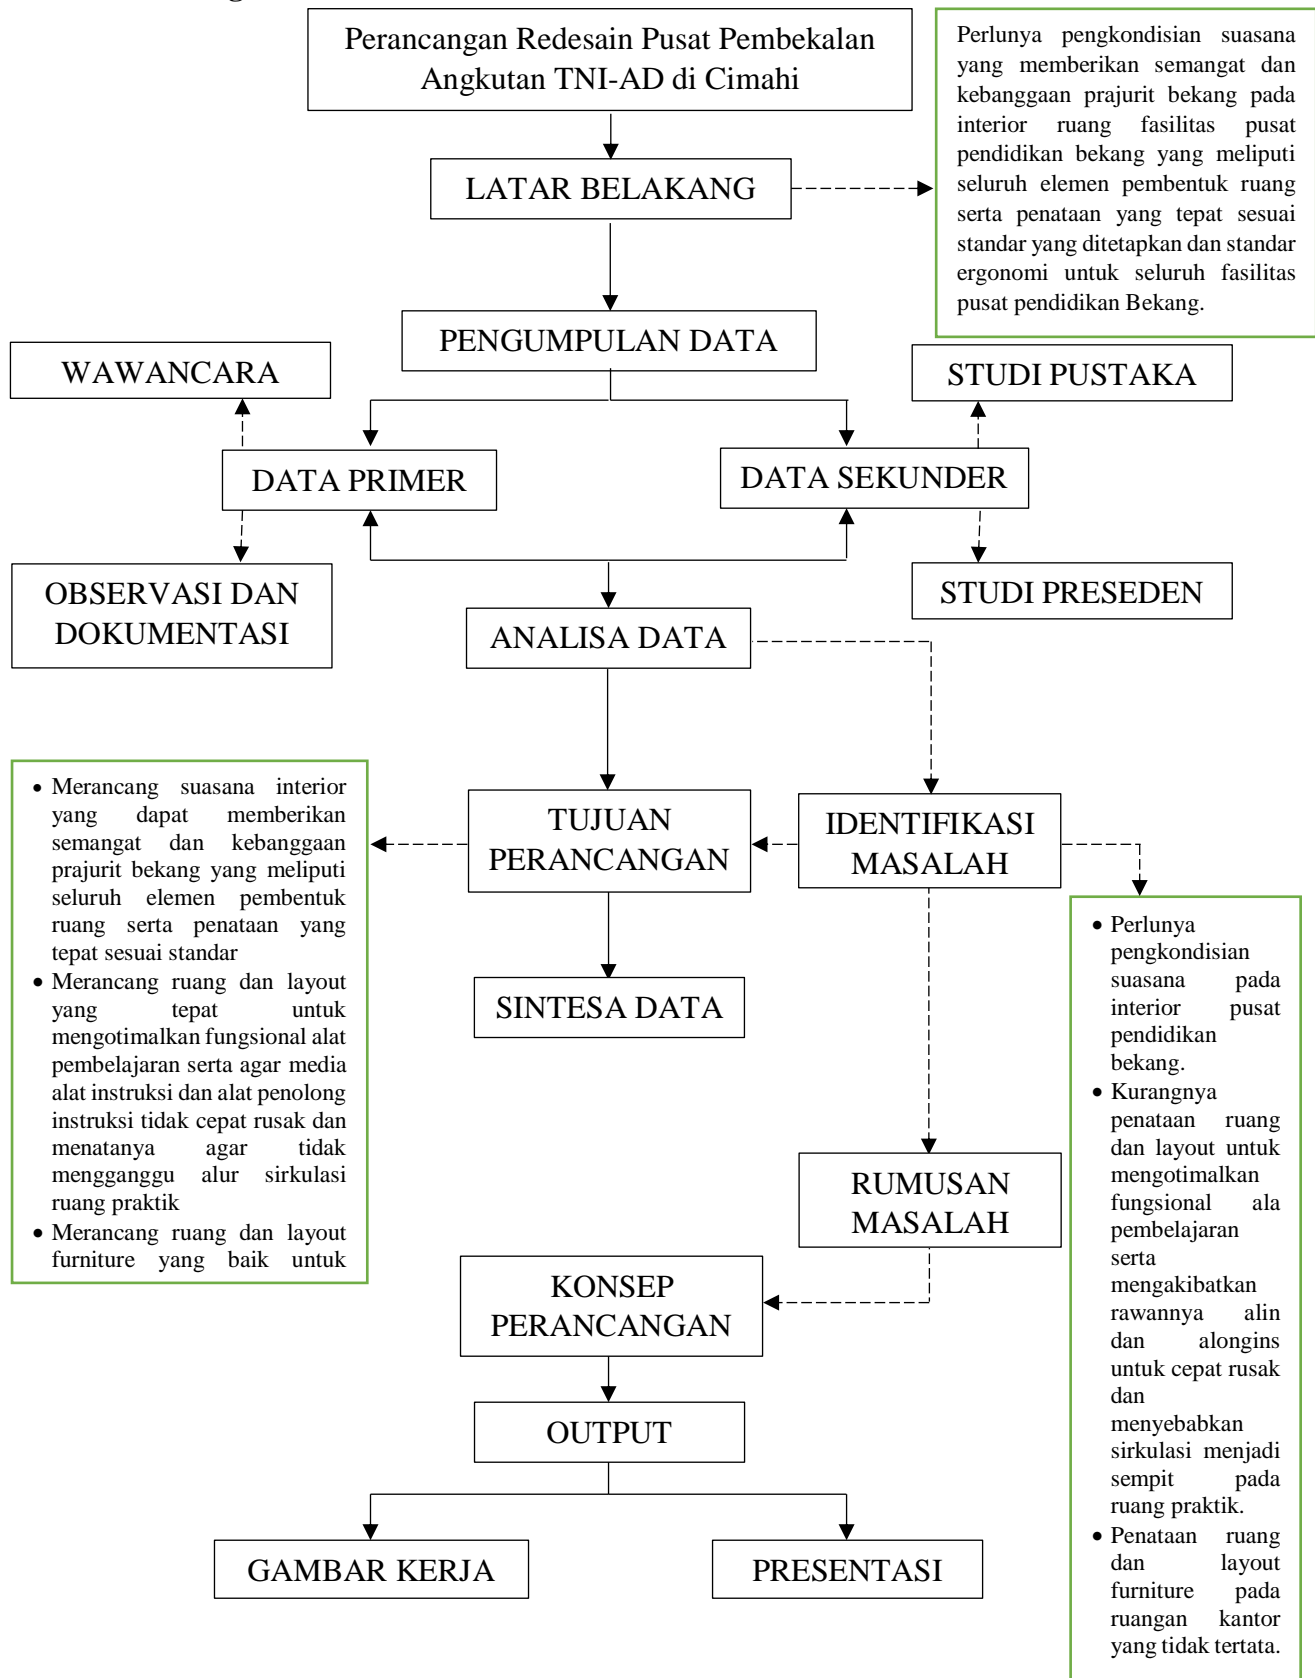 Perancangan Redesain Pusat Pembekalan
Angkutan TNI-AD di Cimahi
Perlunya pengkondisian suasana
yang memberikan semangat dan
kebanggaan prajurit bekang pada
interior ruang fasilitas pusat
pendidikan bekang yang meliputi
seluruh elemen pembentuk ruang
serta penataan yang tepat sesuai
standar yang ditetapkan dan standar
ergonomi untuk seluruh fasilitas
pusat pendidikan Bekang.
LATAR BELAKANG
PENGUMPULAN DATA
WAWANCARA
STUDI PUSTAKA
DATA PRIMER
DATA SEKUNDER
OBSERVASI DAN
DOKUMENTASI
STUDI PRESEDEN
ANALISA DATA
• Merancang suasana interior
yang dapat memberikan
semangat dan kebanggaan
prajurit bekang yang meliputi
seluruh elemen pembentuk
ruang serta penataan yang
tepat sesuai standar
• Merancang ruang dan layout
yang tepat untuk
mengotimalkan fungsional alat
pembelajaran serta agar media
alat instruksi dan alat penolong
instruksi tidak cepat rusak dan
menatanya agar tidak
mengganggu alur sirkulasi
ruang praktik
• Merancang ruang dan layout
furniture yang baik untuk
TUJUAN
PERANCANGAN
IDENTIFIKASI
MASALAH
• Perlunya
pengkondisian
suasana pada
interior pusat
pendidikan
bekang.
• Kurangnya
penataan ruang
dan layout untuk
mengotimalkan
fungsional ala
pembelajaran
serta
mengakibatkan
rawannya alin
dan alongins
untuk cepat rusak
dan
menyebabkan
sirkulasi menjadi
sempit pada
ruang praktik.
• Penataan ruang
dan layout
furniture pada
ruangan kantor
yang tidak tertata.
SINTESA DATA
RUMUSAN
MASALAH
KONSEP
PERANCANGAN
OUTPUT
GAMBAR KERJA
PRESENTASI